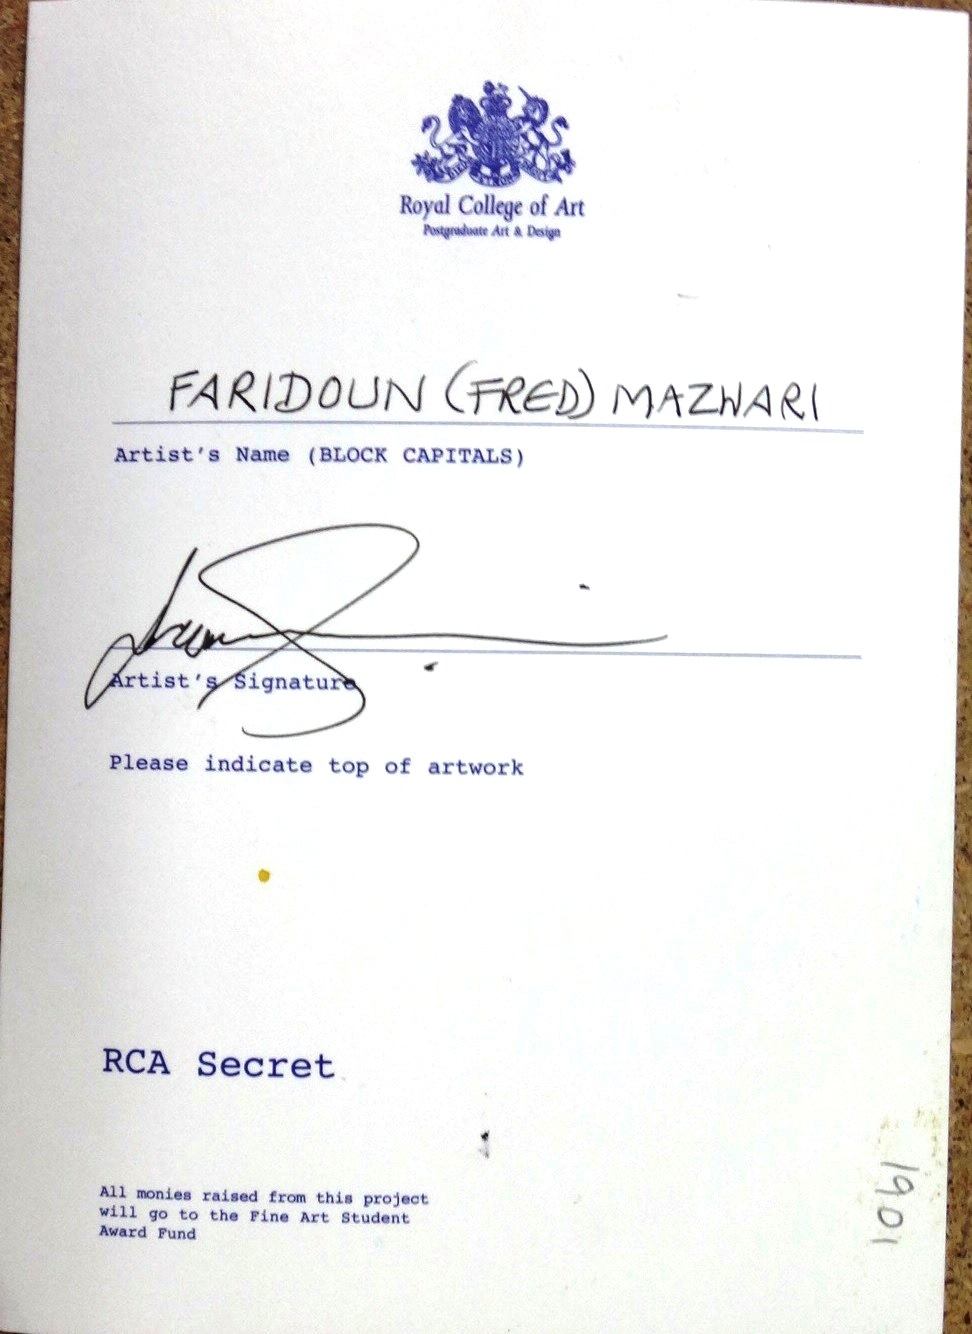 Royal College of Art
Postgraduate Art & Design
FARIDOUN (FRED) MAZHARI
Artist's Name (BLOCK CAPITALS)
Artist's Signature
Please indicate top of artwork
RCA Secret
All monies raised from this project
will go to the Fine Art Student
Award Fund
1901